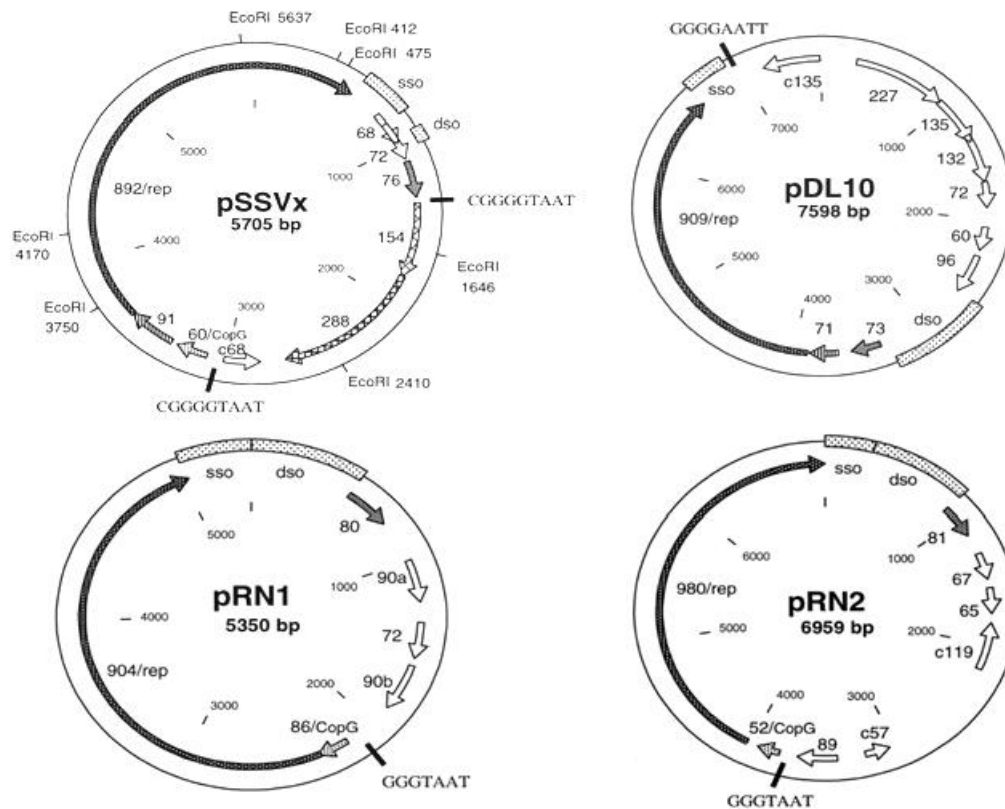 EcoRI 5637
EcoRI 412
EcoRI 475
sso
dso
68
72
76
CGGGGTAAT
154
EcoRI
1646
288
EcoRI 2410
c68
60/CopG
CGGGGTAAT
91
EcoRI
3750
EcoRI
4170
892/rep
1000
2000
3000
4000
5000
pSSVx
5705 bp
GGGGAATT
c135
sso
227
135
132
72
60
96
dso
73
71
909/rep
1000
2000
3000
4000
5000
6000
7000
pDL10
7598 bp
sso
dso
80
90a
72
90b
86/CopG
GGGTAAT
904/rep
1000
2000
3000
4000
5000
pRN1
5350 bp
sso
dso
81
67
65
c119
c57
89
52/CopG
GGGTAAT
980/rep
1000
2000
3000
4000
5000
6000
pRN2
6959 bp